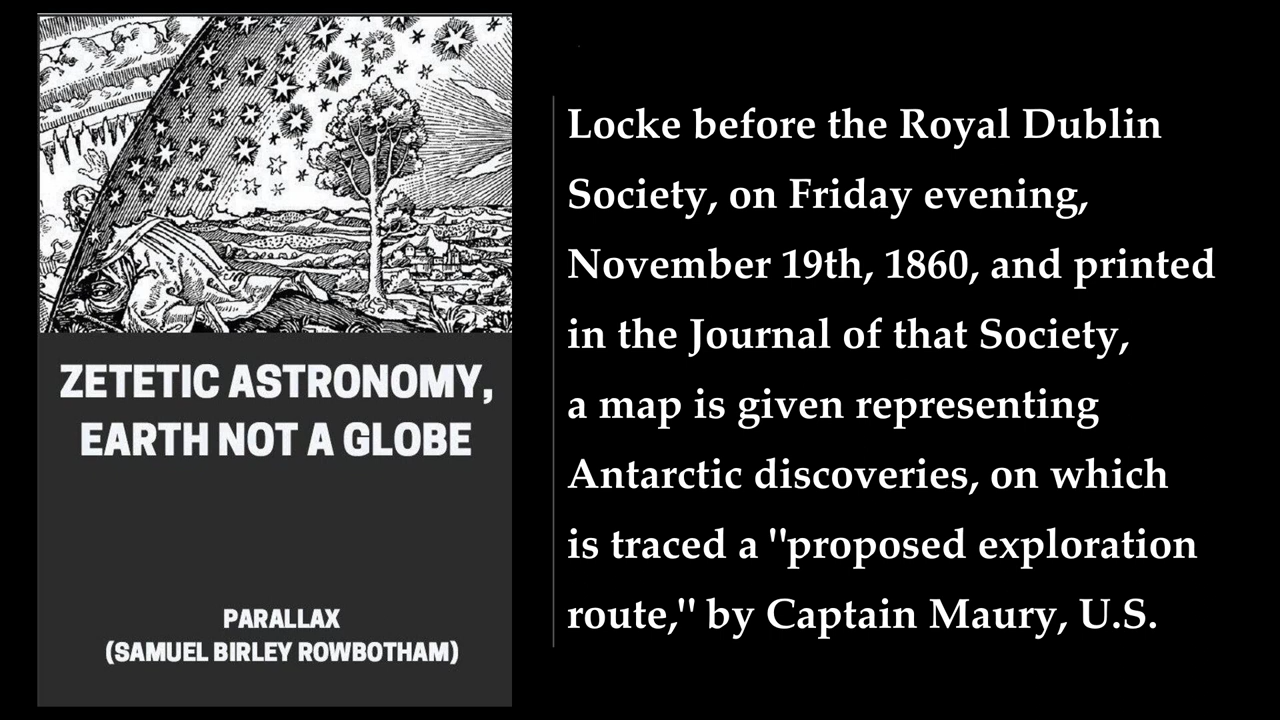 ZETETIC ASTRONOMY,
EARTH NOT A GLOBE
PARALLAX
(SAMUEL BIRLEY ROWBOTHAM)
Locke before the Royal Dublin
Society, on Friday evening,
November 19th, 1860, and printed
in the Journal of that Society,
a map is given representing
Antarctic discoveries, on which
is traced a "proposed exploration
route," by Captain Maury, U.S.